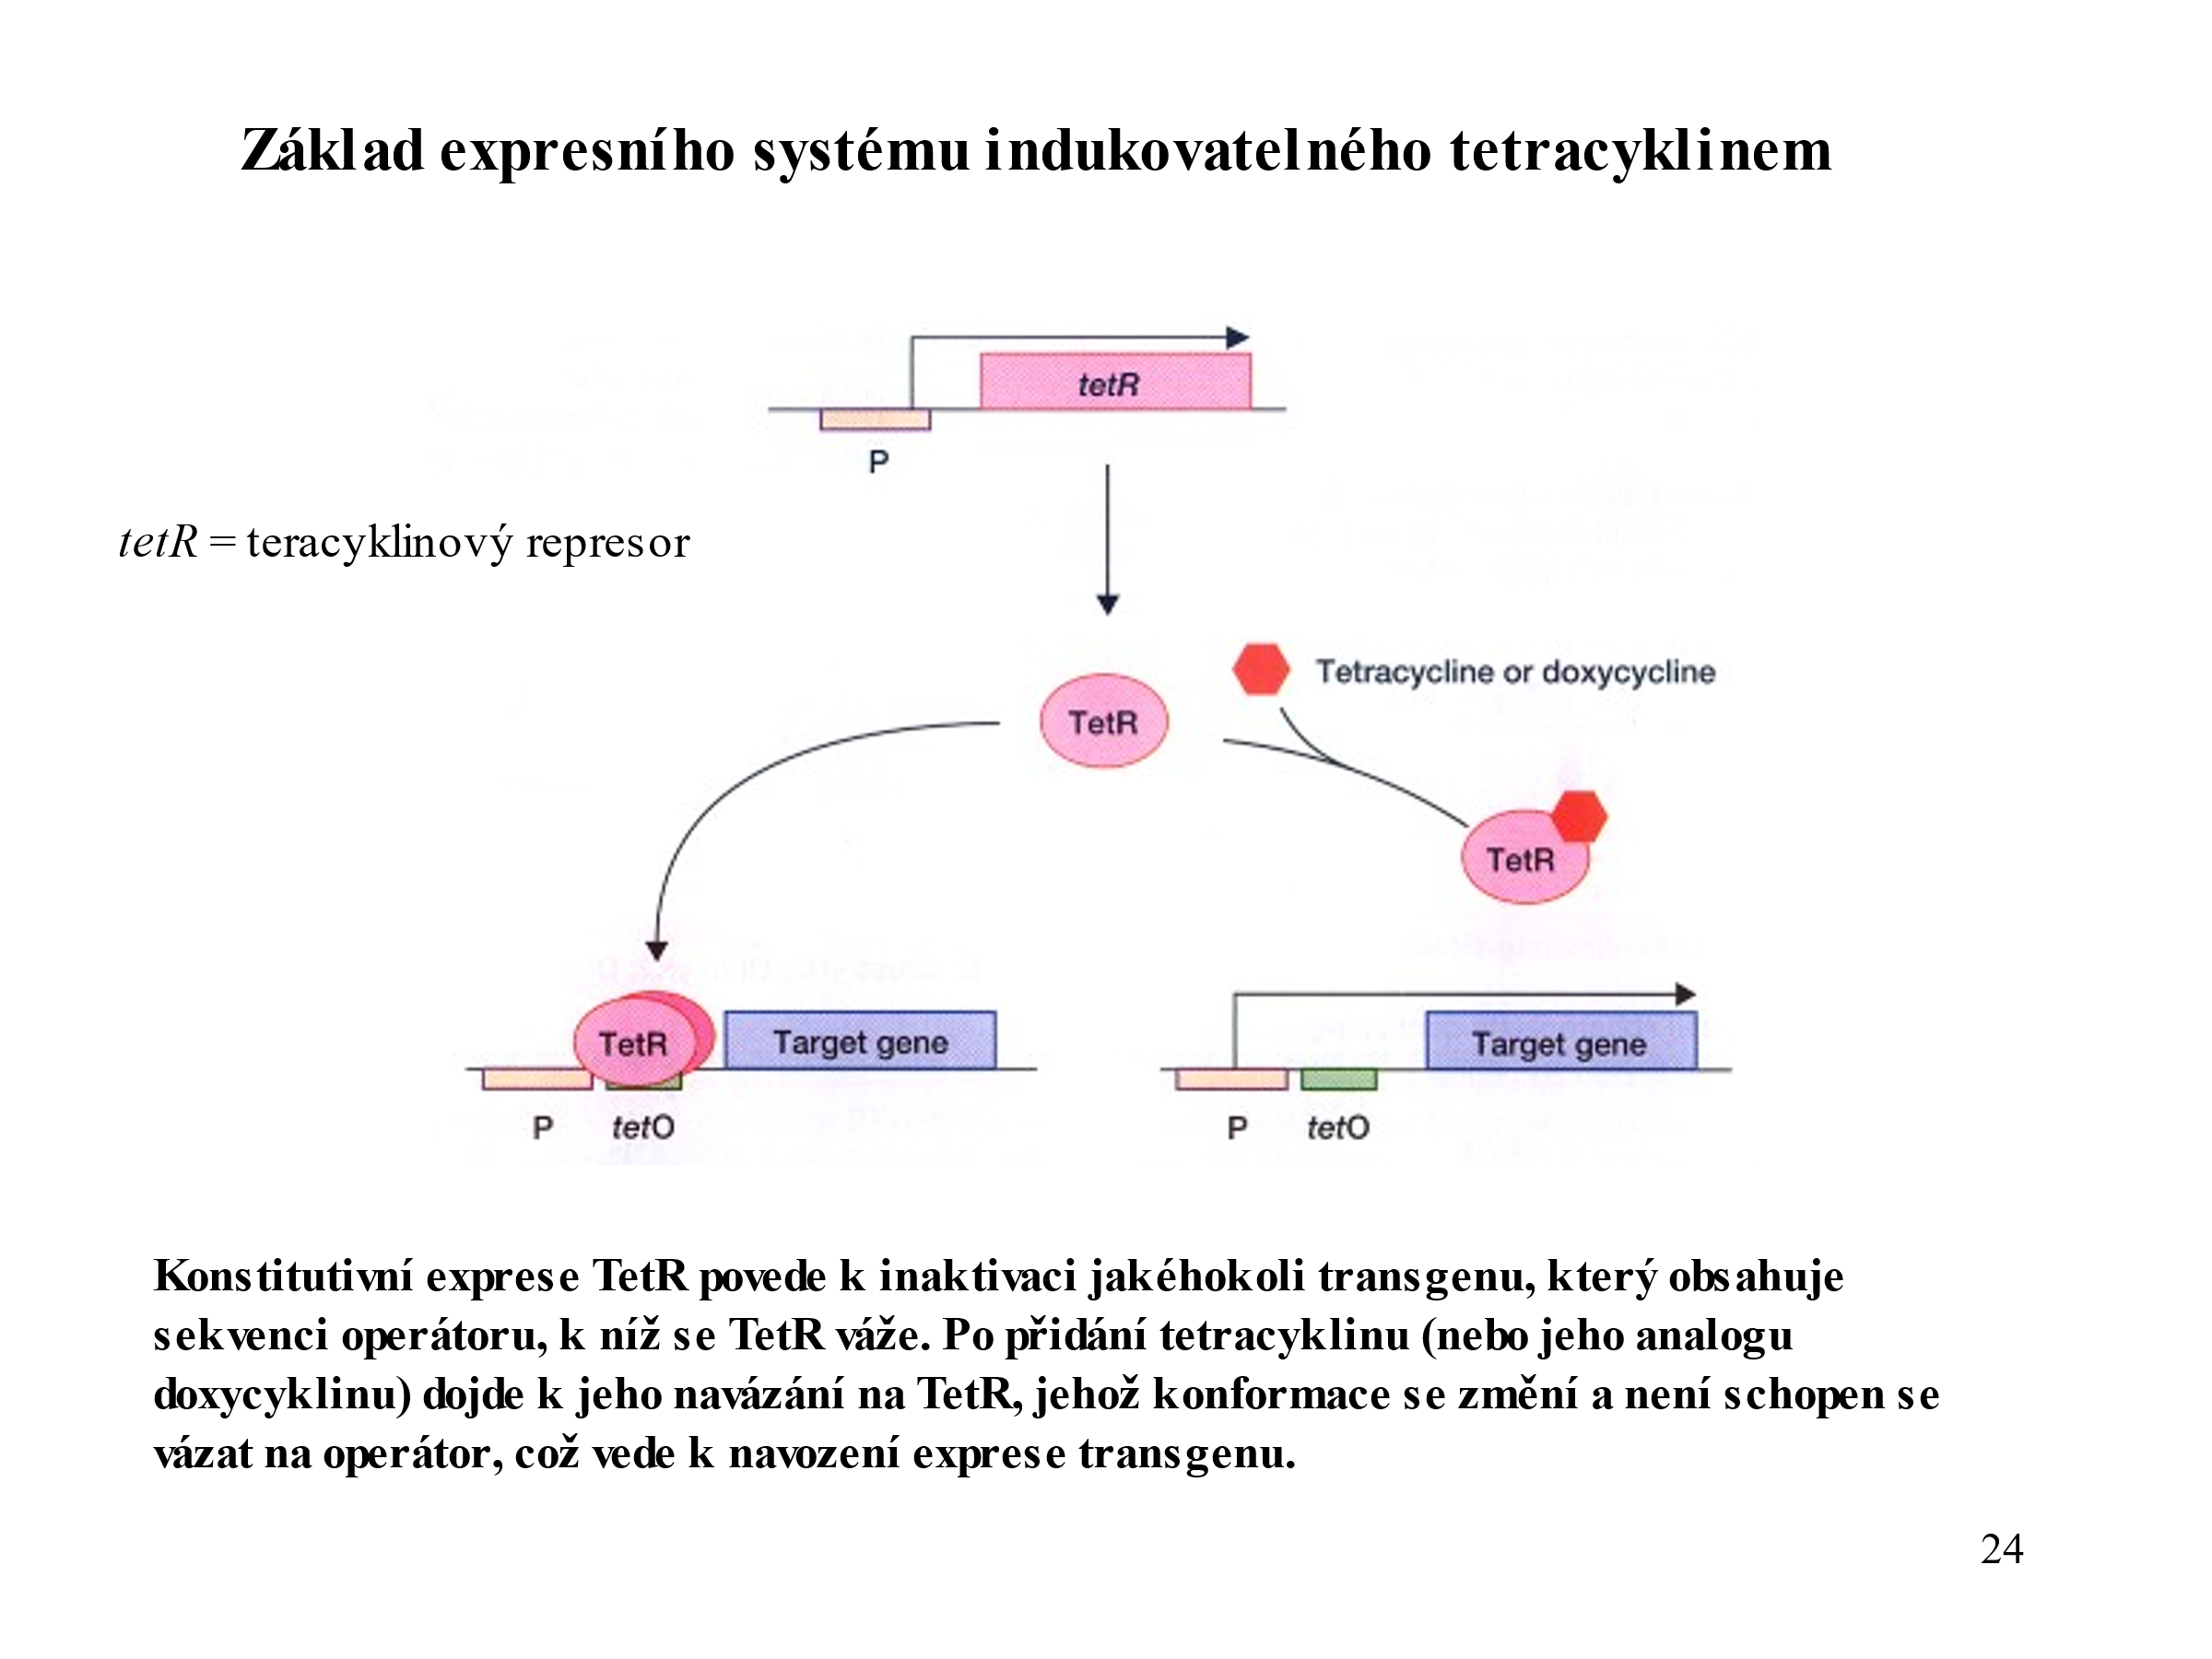 Základ expresního systému indukovatelného tetracyklinem
tetR
P
tetR = teracyklinový represor
Tetracycline or doxycycline
TetR
TetR
TetR
Target gene
Target gene
P
tetO
P
tetO
Konstitutivní exprese TetR povede k inaktivaci jakéhokoli transgenu, který obsahuje
sekvenci operátoru, k níž se TetR váže. Po přidání tetracyklinu (nebo jeho analogu
doxycyklinu) dojde k jeho navázání na TetR, jehož konformace se změní a není schopen se
vázat na operátor, což vede k navození exprese transgenu.
24